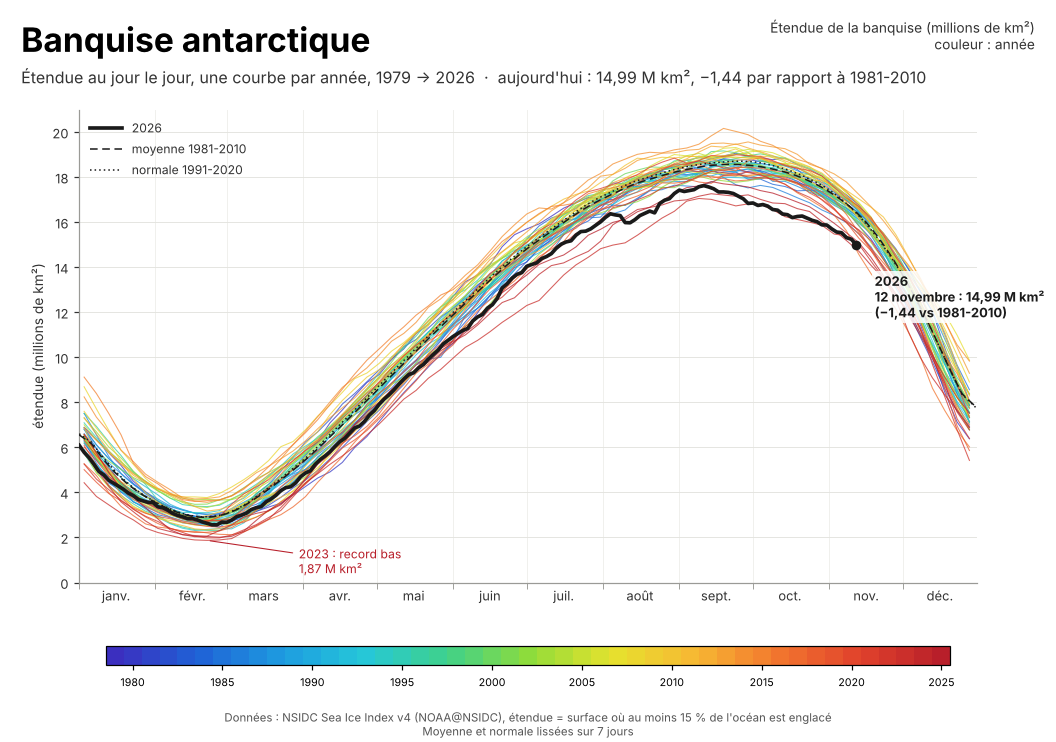 Banquise antarctique
Étendue de la banquise (millions de km²)
couleur : année
Étendue au jour le jour, une courbe par année, 1979 → 2026 · aujourd'hui : 14,99 M km², −1,44 par rapport à 1981-2010
2026
moyenne 1981-2010
normale 1991-2020
étendue (millions de km²)
20
18
16
14
12
10
8
6
4
2
0
2026
12 novembre : 14,99 M km²
(−1,44 vs 1981-2010)
2023 : record bas
1,87 M km²
janv. févr. mars avr. mai juin juil. août sept. oct. nov. déc.
1980 1985 1990 1995 2000 2005 2010 2015 2020 2025
Données : NSIDC Sea Ice Index v4 (NOAA@NSIDC), étendue = surface où au moins 15 % de l'océan est englacé
Moyenne et normale lissées sur 7 jours